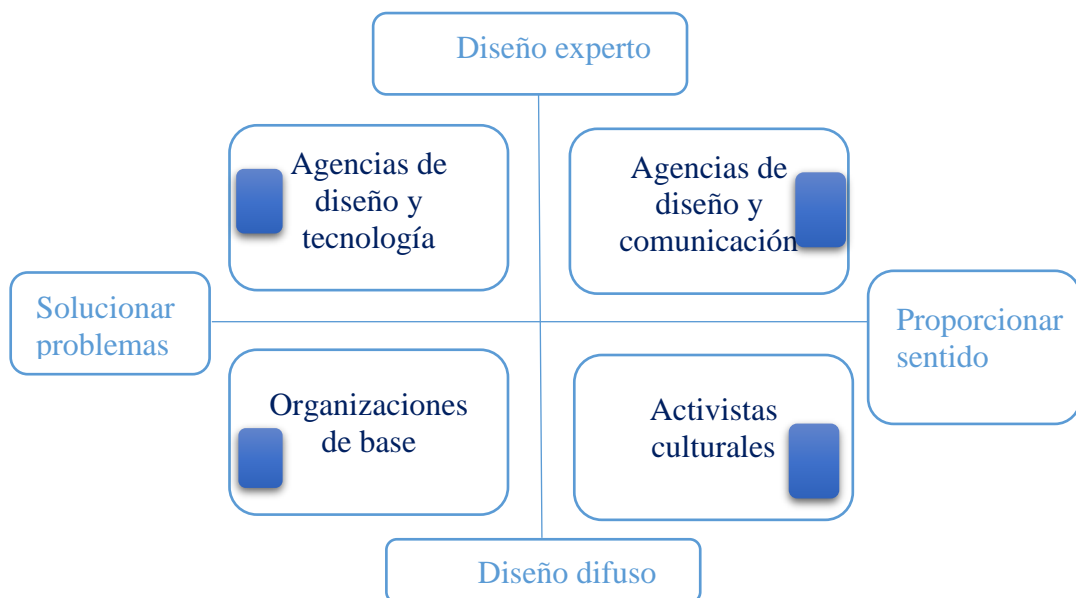 Diseño experto
Agencias de
diseño y
tecnología
Agencias de
diseño y
comunicación
Solucionar
problemas
Proporcionar
sentido
Organizaciones
de base
Activistas
culturales
Diseño difuso